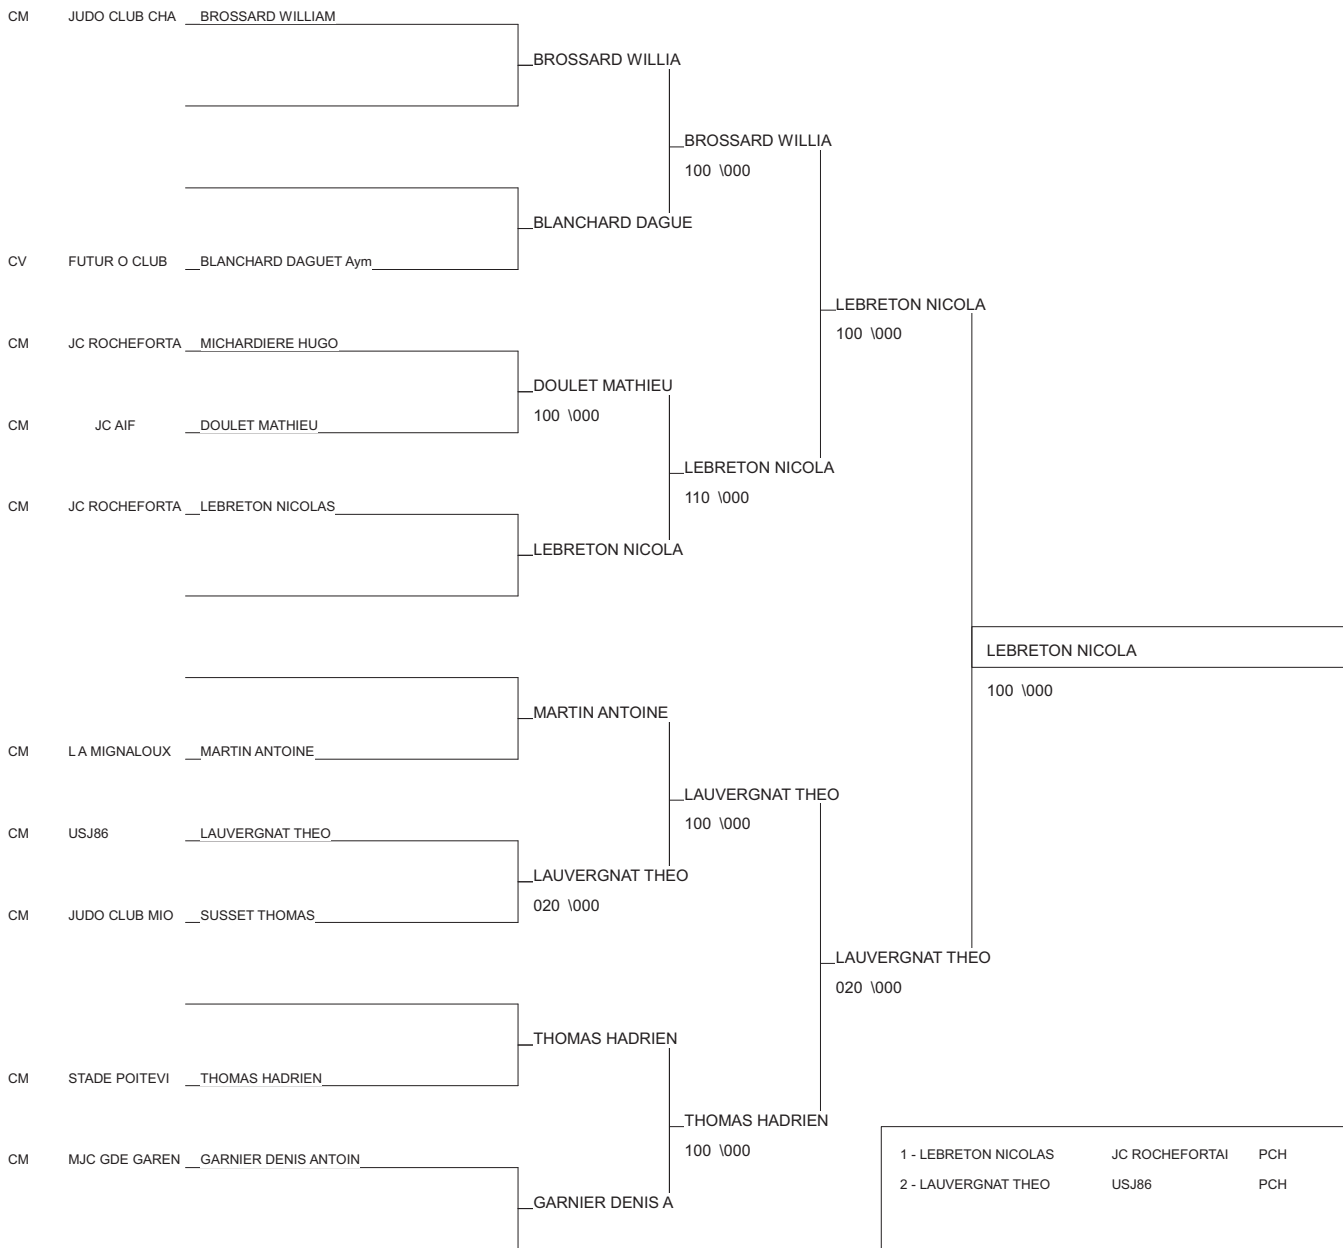 CM JUDO CLUB CHA BROSSARD WILLIAM
BROSSARD WILLIA
BROSSARD WILLIA
100 \000
BLANCHARD DAGUE
CV FUTUR O CLUB BLANCHARD DAGUET Aym
LEBRETON NICOLA
100 \000
CM JC ROCHEFORTA MICHARDIERE HUGO
DOULET MATHIEU
100 \000
CM JC AIF DOULET MATHIEU
LEBRETON NICOLA
110 \000
CM JC ROCHEFORTA LEBRETON NICOLAS
LEBRETON NICOLA
LEBRETON NICOLA
100 \000
MARTIN ANTOINE
CM L A MIGNALOUX MARTIN ANTOINE
LAUVERGNAT THEO
100 \000
CM USJ86 LAUVERGNAT THEO
LAUVERGNAT THEO
020 \000
CM JUDO CLUB MIO SUSSET THOMAS
LAUVERGNAT THEO
020 \000
THOMAS HADRIEN
CM STADE POITEVI THOMAS HADRIEN
THOMAS HADRIEN
100 \000
CM MJC GDE GAREN GARNIER DENIS ANTOIN
GARNIER DENIS A
1 - LEBRETON NICOLAS JC ROCHEFORTAI PCH
2 - LAUVERGNAT THEO USJ86 PCH